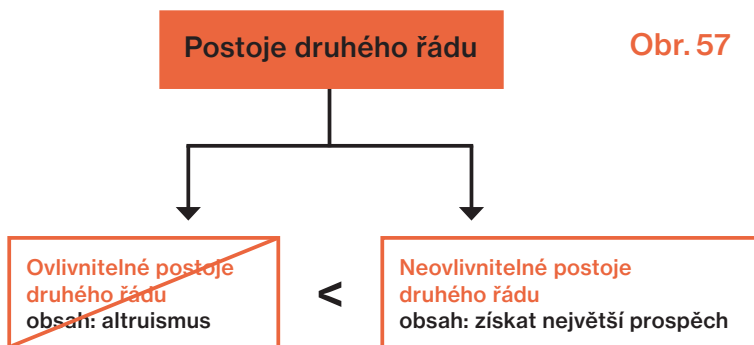 Postoje druhého řádu
Obr. 57
Ovlivnitelné postoje
druhého řádu
obsah: altruismus
<
Neovlivnitelné postoje
druhého řádu
obsah: získat největší prospěch